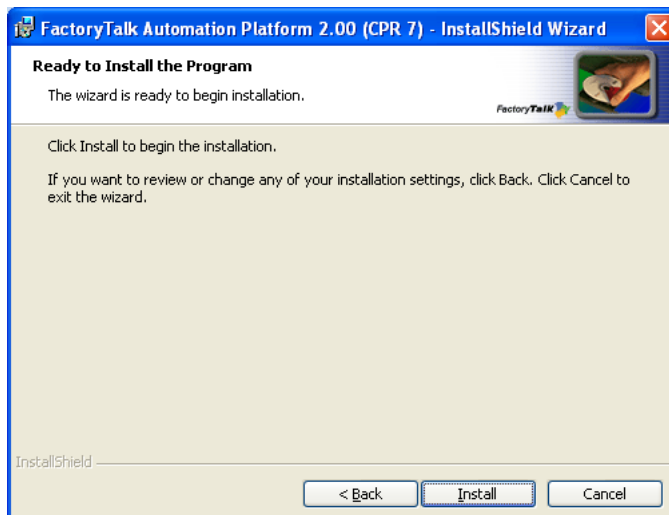 FactoryTalk Automation Platform 2.00 (CPR 7) - InstallShield Wizard
Ready to Install the Program
The wizard is ready to begin installation.
FactoryTalk
Click Install to begin the installation.
If you want to review or change any of your installation settings, click Back. Click Cancel to
exit the wizard.
InstallShield
< Back
Install
Cancel